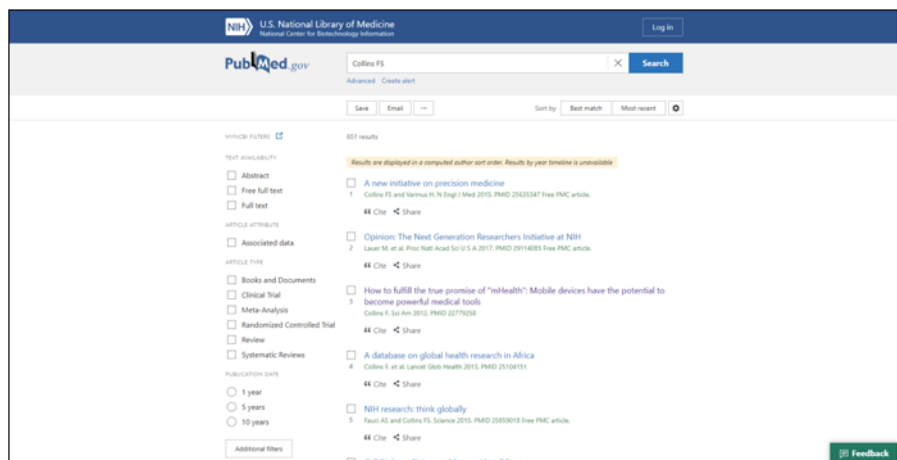 NIH U.S. National Library of Medicine
National Center for Biotechnology Information
Log in
PubMed.gov
Collins FS
Search
Advanced Create alert
Save Email ...
Sort by Best match Most recent
MYNCBI FILTERS
651 results
TEXT AVAILABILITY
Abstract
Free full text
Full text
ARTICLE ATTRIBUTE
Associated data
ARTICLE TYPE
Books and Documents
Clinical Trial
Meta-Analysis
Randomized Controlled Trial
Review
Systematic Reviews
PUBLICATION DATE
1 year
5 years
10 years
Additional filters
Results are displayed in a computed author sort order. Results by year timeline is unavailable
A new initiative on precision medicine
1 Collins FS and Varmus H. N Engl J Med 2015. PMID 25635347 Free PMC article.
Cite Share
Opinion: The Next Generation Researchers Initiative at NIH
2 Lauer M. et al. Proc Natl Acad Sci U S A 2017. PMID 29114085 Free PMC article.
Cite Share
How to fulfill the true promise of "mHealth": Mobile devices have the potential to
become powerful medical tools
3 Collins F. Sci Am 2012. PMID 22779250
Cite Share
A database on global health research in Africa
4 Collins F. et al. Lancet Glob Health 2013. PMID 25104151
Cite Share
NIH research: think globally
5 Fauci AS and Collins FS. Science 2015. PMID 25859018 Free PMC article.
Cite Share
Feedback